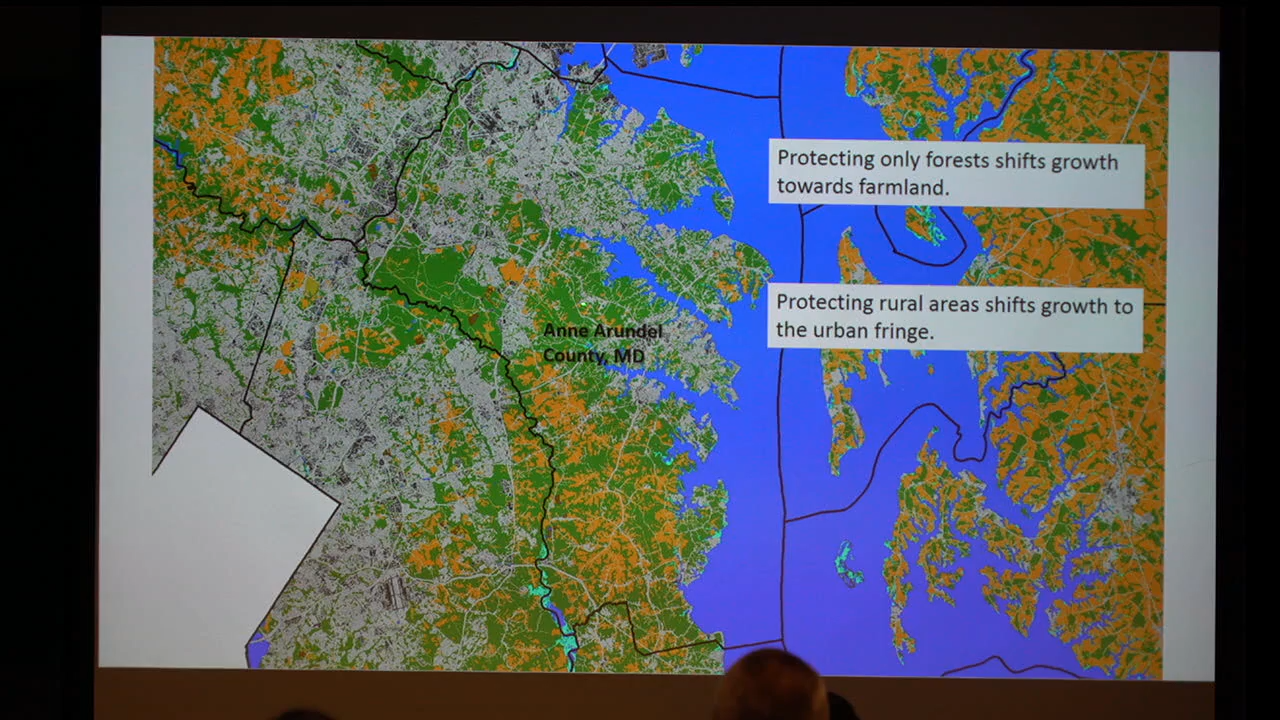 Protecting only forests shifts growth
towards farmland.
Protecting rural areas shifts growth to
the urban fringe.
Anne Arundel
County, MD